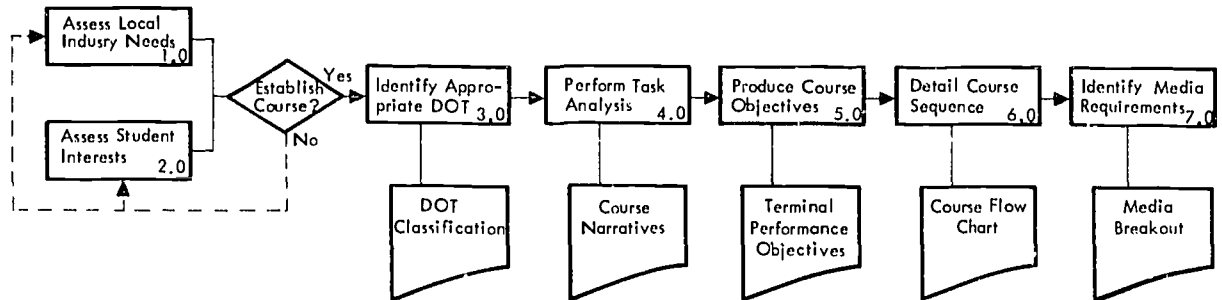 Assess Local
Indusry Needs
1.0
Assess Student
Interests
2.0
Establish
Course?
Yes
No
Identify Appro-
priate DOT
3.0
Perform Task
Analysis
4.0
Produce Course
Objectives
5.0
Detail Course
Sequence
6.0
Identify Media
Requirements
7.0
DOT
Classification
Course
Narratives
Terminal
Performance
Objectives
Course Flow
Chart
Media
Breakout